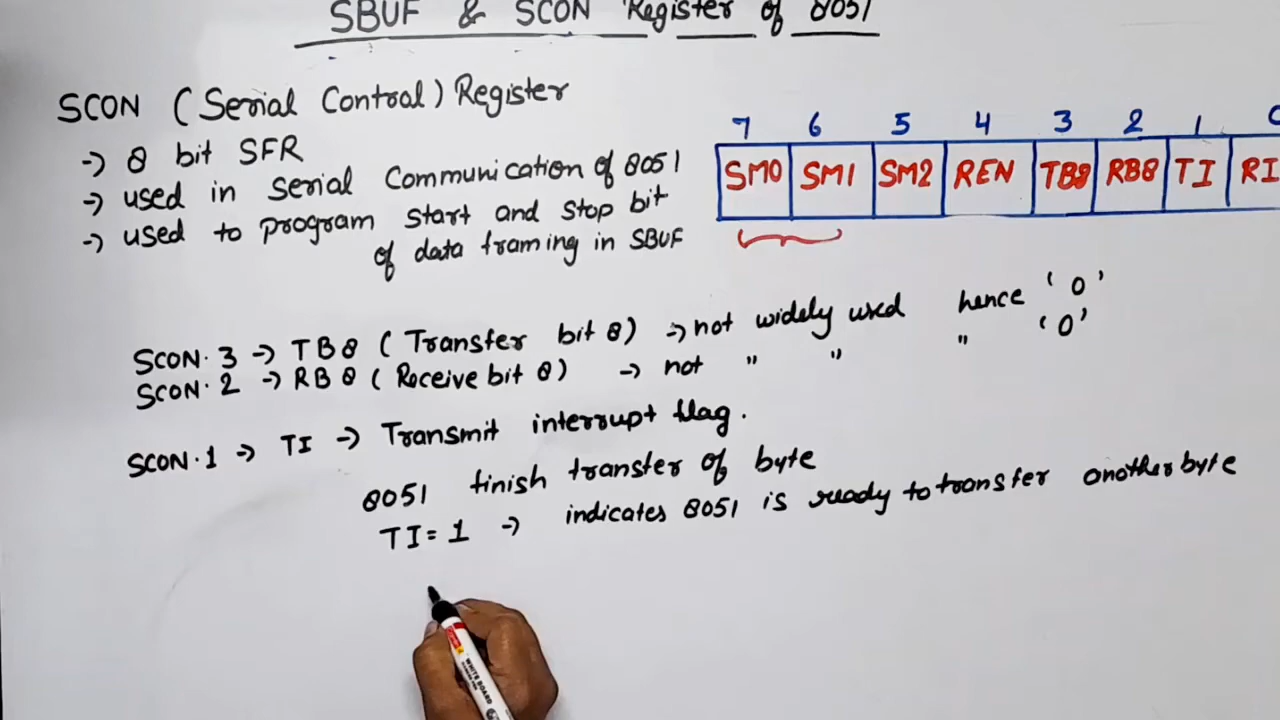 SBUF & SCON Register of 8051
SCON (Serial Control) Register
-> 8 bit SFR
-> used in Serial Communication of 8051
-> used to program start and stop bit
of data framing in SBUF
7 6 5 4 3 2 1 0
SM0 SM1 SM2 REN TB8 RB8 TI RI
SCON.3 -> TB8 (Transfer bit 8) -> not widely used hence '0'
SCON.2 -> RB8 (Receive bit 8) -> not " " " '0'
SCON.1 -> TI -> Transmit interrupt flag.
8051 finish transfer of byte
TI=1 -> indicates 8051 is ready to transfer another byte
WHITE BOARD